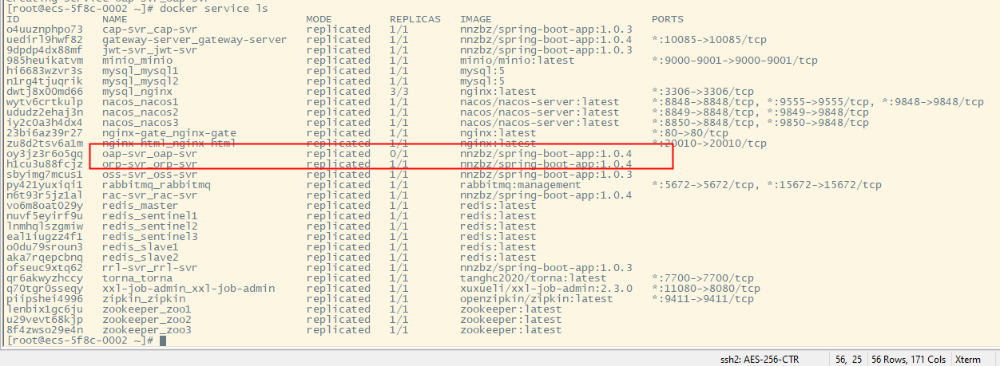 [root@ecs-5f8c-0002 ~]# docker service ls
ID NAME MODE REPLICAS IMAGE PORTS
o4uuznphpo73 cap-svr_cap-svr replicated 1/1 nnzbz/spring-boot-app:1.0.3
uedirl9hwf82 gateway-server_gateway-server replicated 1/1 nnzbz/spring-boot-app:1.0.4 *:10085->10085/tcp
9dpdp4dx88mf jwt-svr_jwt-svr replicated 1/1 nnzbz/spring-boot-app:1.0.3
985heuikatvm minio_minio replicated 1/1 minio/minio:latest *:9000-9001->9000-9001/tcp
hi6683wzvr3s mysql_mysql1 replicated 1/1 mysql:5
n1rg4tjuqrik mysql_mysql2 replicated 1/1 mysql:5
dwtj8x00md66 mysql_nginx replicated 3/3 nginx:latest *:3306->3306/tcp
wytv6crtkulp nacos_nacos1 replicated 1/1 nacos/nacos-server:latest *:8848->8848/tcp, *:9555->9555/tcp, *:9848->9848/tcp
ududz2ehaj3n nacos_nacos2 replicated 1/1 nacos/nacos-server:latest *:8849->8848/tcp, *:9849->9848/tcp
iy2c0a3h4dx4 nacos_nacos3 replicated 1/1 nacos/nacos-server:latest *:8850->8848/tcp, *:9850->9848/tcp
23bi6az39r27 nginx-gate_nginx-gate replicated 1/1 nginx:latest *:80->80/tcp
zu8d2tsv6a1m nginx-html_nginx-html replicated 1/1 nginx:latest *:20010->20010/tcp
oy3jz3r6o5gq oap-svr_oap-svr replicated 0/1 nnzbz/spring-boot-app:1.0.4
h1cu3u88fcjz orp-svr_orp-svr replicated 1/1 nnzbz/spring-boot-app:1.0.4
sbyimg7mcus1 oss-svr_oss-svr replicated 1/1 nnzbz/spring-boot-app:1.0.3
py421yuxiqi1 rabbitmq_rabbitmq replicated 1/1 rabbitmq:management *:5672->5672/tcp, *:15672->15672/tcp
n6t93r5jz1al rac-svr_rac-svr replicated 1/1 nnzbz/spring-boot-app:1.0.4
vo6m8oat029y redis_master replicated 1/1 redis:latest
nuvf5eyirf9u redis_sentinel1 replicated 1/1 redis:latest
lnmhqlszgmiw redis_sentinel2 replicated 1/1 redis:latest
eal1iugzz4f1 redis_sentinel3 replicated 1/1 redis:latest
o0du79sroun3 redis_slave1 replicated 1/1 redis:latest
aka7rqepcbnq redis_slave2 replicated 1/1 redis:latest
ofseuc9xtq62 rrl-svr_rrl-svr replicated 1/1 nnzbz/spring-boot-app:1.0.3
qr6akwyzhccy torna_torna replicated 1/1 tanghc2020/torna:latest *:7700->7700/tcp
q70tgr0sseqy xxl-job-admin_xxl-job-admin replicated 1/1 xuxueli/xxl-job-admin:2.3.0 *:11080->8080/tcp
piipshei4996 zipkin_zipkin replicated 1/1 openzipkin/zipkin:latest *:9411->9411/tcp
lenbix1gc6ju zookeeper_zoo1 replicated 1/1 zookeeper:latest
u29vevt68kjp zookeeper_zoo2 replicated 1/1 zookeeper:latest
8f4zwso29e4n zookeeper_zoo3 replicated 1/1 zookeeper:latest
[root@ecs-5f8c-0002 ~]#
ssh2: AES-256-CTR 56, 25 56 Rows, 171 Cols Xterm